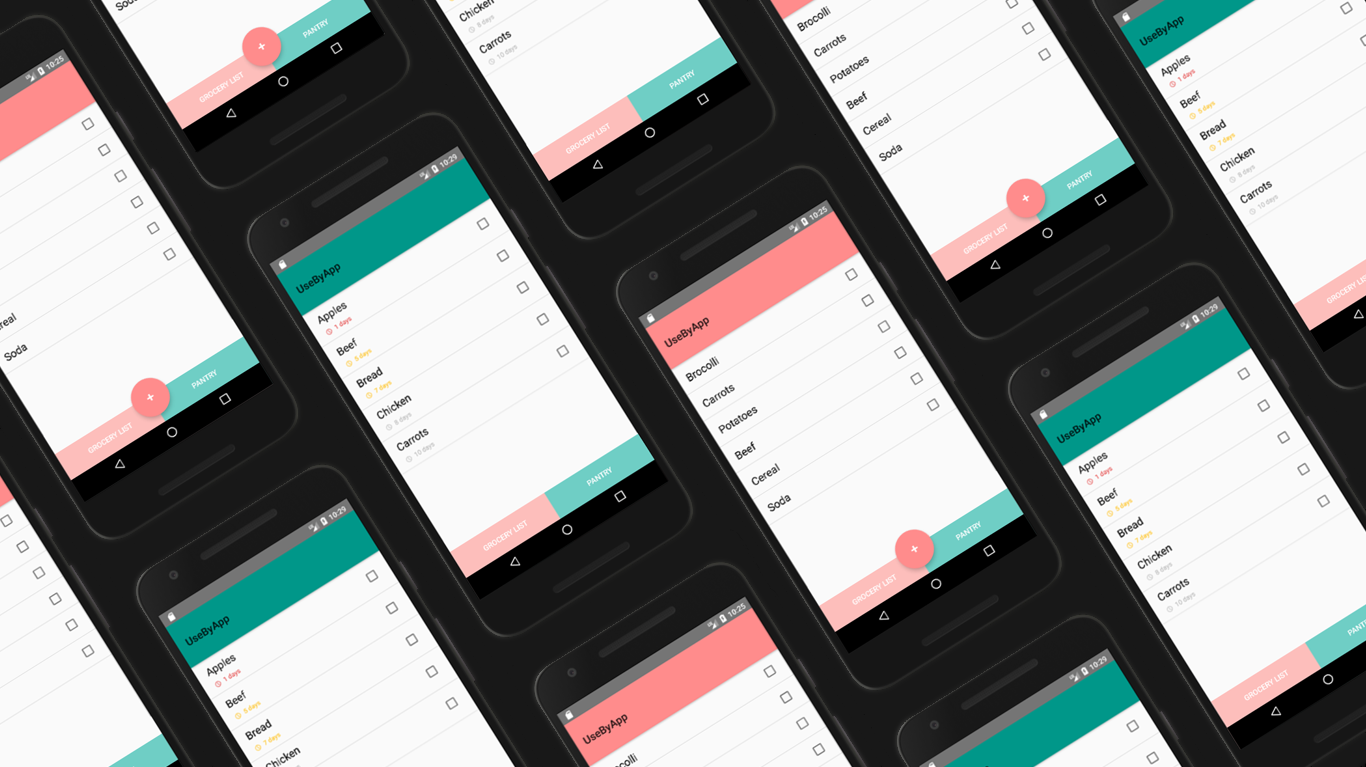 Soda
GROCERY LIST
PANTRY
Chicken
8 days
Carrots
10 days
GROCERY LIST
PANTRY
Brocolli
Carrots
Potatoes
Beef
Cereal
Soda
GROCERY LIST
PANTRY
UseByApp
Apples
1 days
Beef
5 days
Bread
7 days
Chicken
8 days
Carrots
10 days
GROCERY LIST
10:25
real
Soda
GROCERY LIST
PANTRY
10:29
UseByApp
Apples
1 days
Beef
5 days
Bread
7 days
Chicken
8 days
Carrots
10 days
GROCERY LIST
PANTRY
10:25
UseByApp
Brocolli
Carrots
Potatoes
Beef
Cereal
Soda
GROCERY LIST
PANTRY
10:29
UseByApp
Apples
1 days
Beef
5 days
Bread
7 days
Chicken
8 days
Carrots
10 days
GROCERY LIST
PANT
10:29
UseByApp
Apples
1 days
Beef
5 days
Bread
7 days
Chicken
10:25
UseByApp
colli
10:29